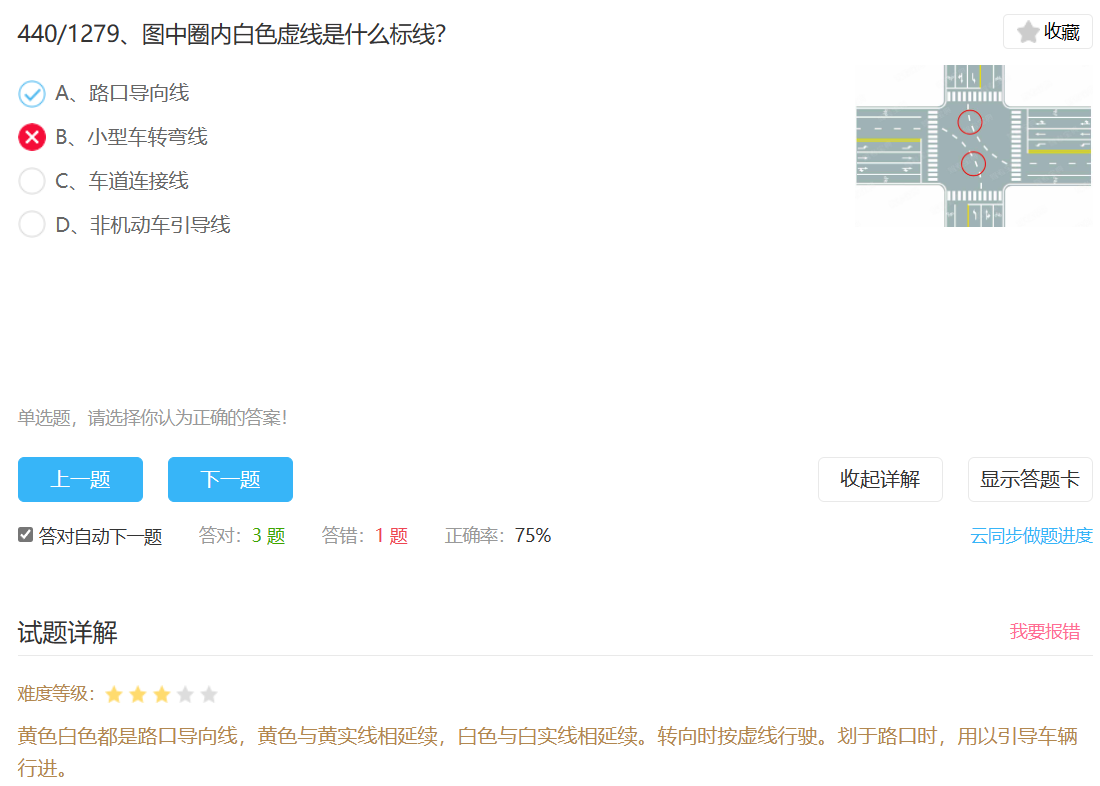 440/1279、图中圈内白色虚线是什么标线?
收藏
A、路口导向线
B、小型车转弯线
C、车道连接线
D、非机动车引导线
单选题，请选择你认为正确的答案!
上一题
下一题
收起详解
显示答题卡
答对自动下一题
答对：3 题
答错：1 题
正确率：75%
云同步做题进度
试题详解
我要报错
难度等级：
黄色白色都是路口导向线，黄色与黄实线相延续，白色与白实线相延续。转向时按虚线行驶。划于路口时，用以引导车辆
行进。